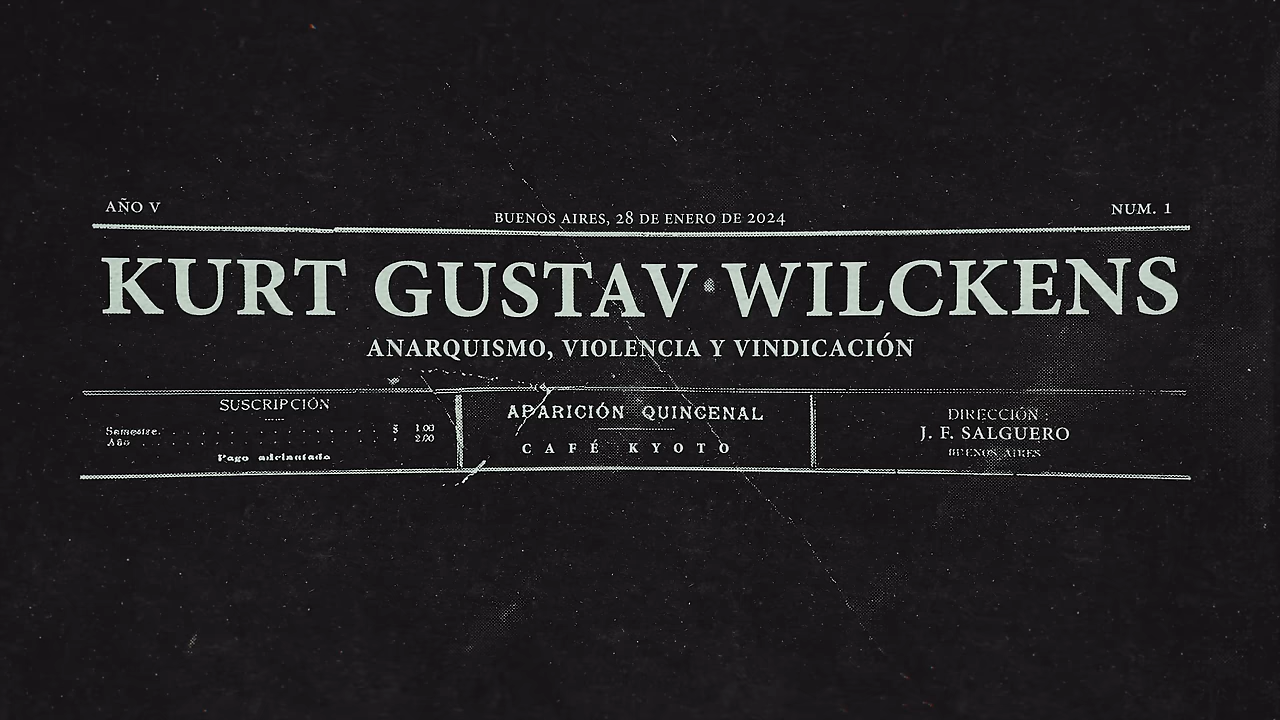 AÑO V
BUENOS AIRES, 28 DE ENERO DE 2024
NUM. 1
KURT GUSTAV WILCKENS
ANARQUISMO, VIOLENCIA Y VINDICACIÓN
SUSCRIPCIÓN
Semestre. $ 1.00
Año " 2.00
Pago adelantado
APARICIÓN QUINCENAL
CAFÉ KYOTO
DIRECCIÓN :
J. F. SALGUERO
BUENOS AIRES